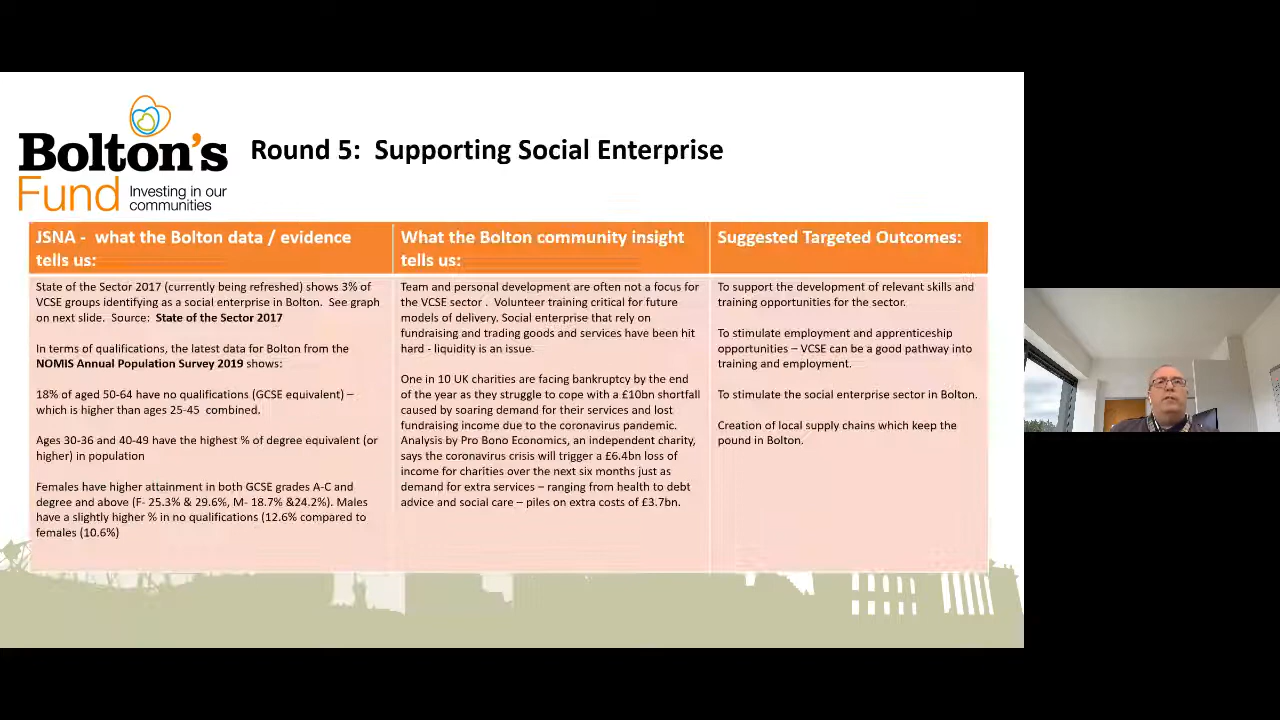 Bolton's
Fund
Investing in our
communities
Round 5: Supporting Social Enterprise
JSNA - what the Bolton data / evidence
tells us:
State of the Sector 2017 (currently being refreshed) shows 3% of
VCSE groups identifying as a social enterprise in Bolton. See graph
on next slide. Source: State of the Sector 2017
In terms of qualifications, the latest data for Bolton from the
NOMIS Annual Population Survey 2019 shows:
18% of aged 50-64 have no qualifications (GCSE equivalent) –
which is higher than ages 25-45 combined.
Ages 30-36 and 40-49 have the highest % of degree equivalent (or
higher) in population
Females have higher attainment in both GCSE grades A-C and
degree and above (F- 25.3% & 29.6%, M- 18.7% &24.2%). Males
have a slightly higher % in no qualifications (12.6% compared to
females (10.6%)
What the Bolton community insight
tells us:
Team and personal development are often not a focus for
the VCSE sector . Volunteer training critical for future
models of delivery. Social enterprise that rely on
fundraising and trading goods and services have been hit
hard - liquidity is an issue.
One in 10 UK charities are facing bankruptcy by the end
of the year as they struggle to cope with a £10bn shortfall
caused by soaring demand for their services and lost
fundraising income due to the coronavirus pandemic.
Analysis by Pro Bono Economics, an independent charity,
says the coronavirus crisis will trigger a £6.4bn loss of
income for charities over the next six months just as
demand for extra services – ranging from health to debt
advice and social care – piles on extra costs of £3.7bn.
Suggested Targeted Outcomes:
To support the development of relevant skills and
training opportunities for the sector.
To stimulate employment and apprenticeship
opportunities – VCSE can be a good pathway into
training and employment.
To stimulate the social enterprise sector in Bolton.
Creation of local supply chains which keep the
pound in Bolton.